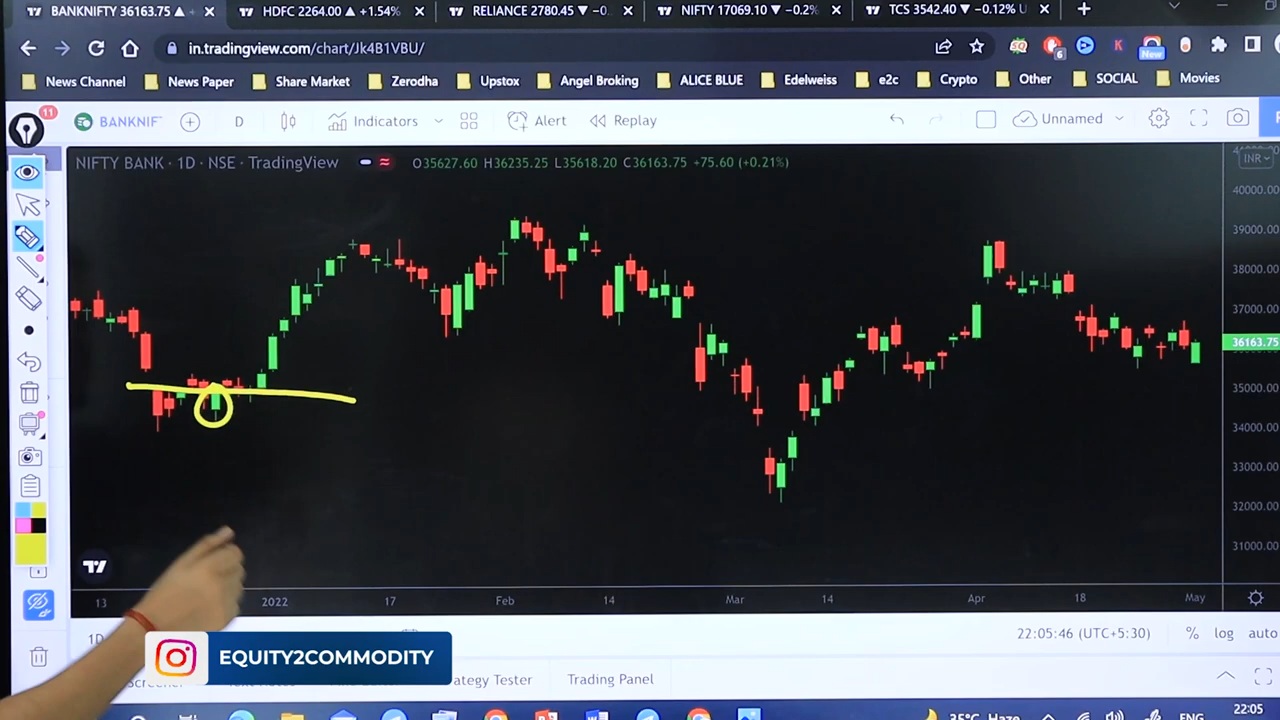 BANKNIFTY 36163.75 ▲ +
HDFC 2264.00 ▲ +1.54%
RELIANCE 2780.45 ▼ −0.
NIFTY 17069.10 ▼ −0.2%
TCS 3542.40 ▼ −0.12% U
in.tradingview.com/chart/Jk4B1VBU/
6
K
New
News Channel
News Paper
Share Market
Zerodha
Upstox
Angel Broking
ALICE BLUE
Edelweiss
e2c
Crypto
Other
SOCIAL
Movies
11
BANKNIF
D
Indicators
Alert
Replay
Unnamed
NIFTY BANK · 1D · NSE · TradingView
O35627.60 H36235.25 L35618.20 C36163.75 +75.60 (+0.21%)
INR
40000.00
39000.00
38000.00
37000.00
36163.75
35000.00
34000.00
33000.00
32000.00
31000.00
13
2022
17
Feb
14
Mar
14
Apr
18
May
1D
22:05:46 (UTC+5:30)
%
log
auto
EQUITY2COMMODITY
ategy Tester
Trading Panel
35°C Haze
ENG
22:05